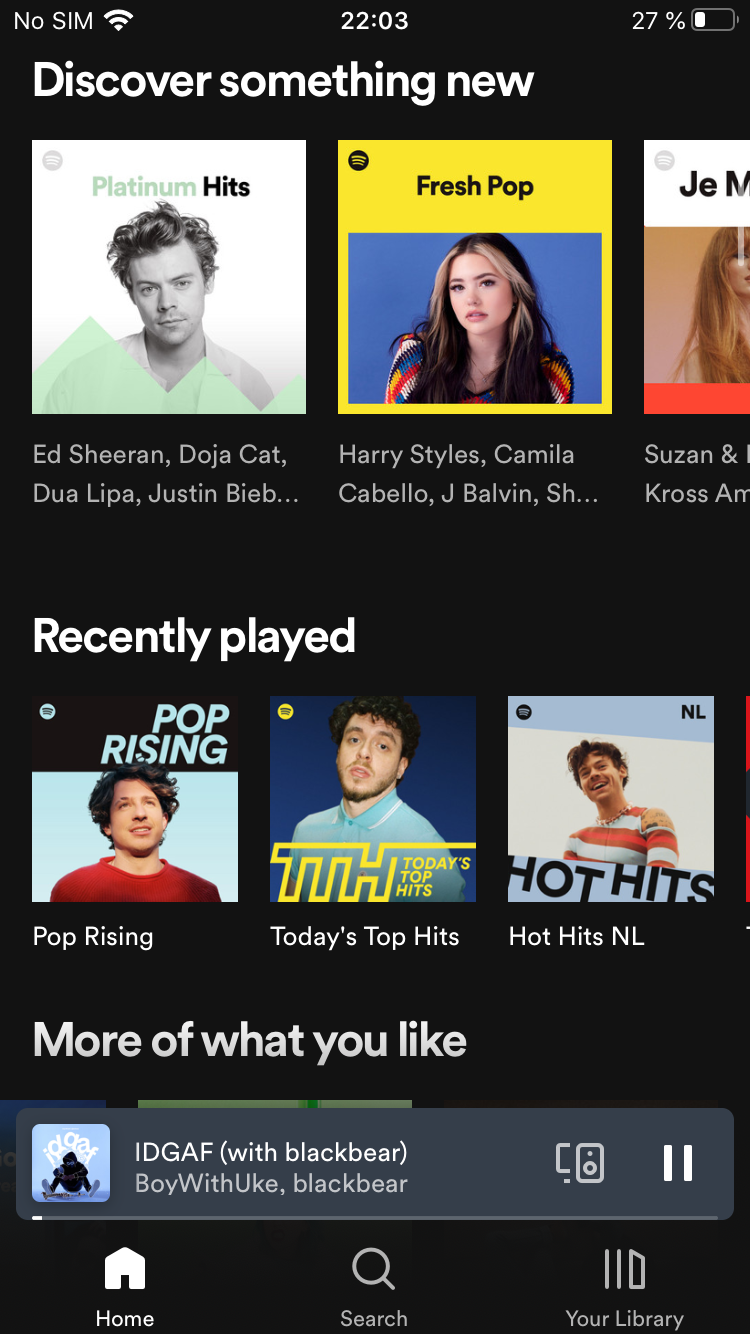 No SIM 22:03 27 %
Discover something new
Platinum Hits
Fresh Pop
Je M
Ed Sheeran, Doja Cat,
Dua Lipa, Justin Bieb...
Harry Styles, Camila
Cabello, J Balvin, Sh...
Suzan &
Kross Am
Recently played
POP
RISING
TTH TODAY'S
TOP
HITS
NL
HOT HITS
Pop Rising
Today's Top Hits
Hot Hits NL
More of what you like
idgaf
IDGAF (with blackbear)
BoyWithUke, blackbear
Home
Search
Your Library